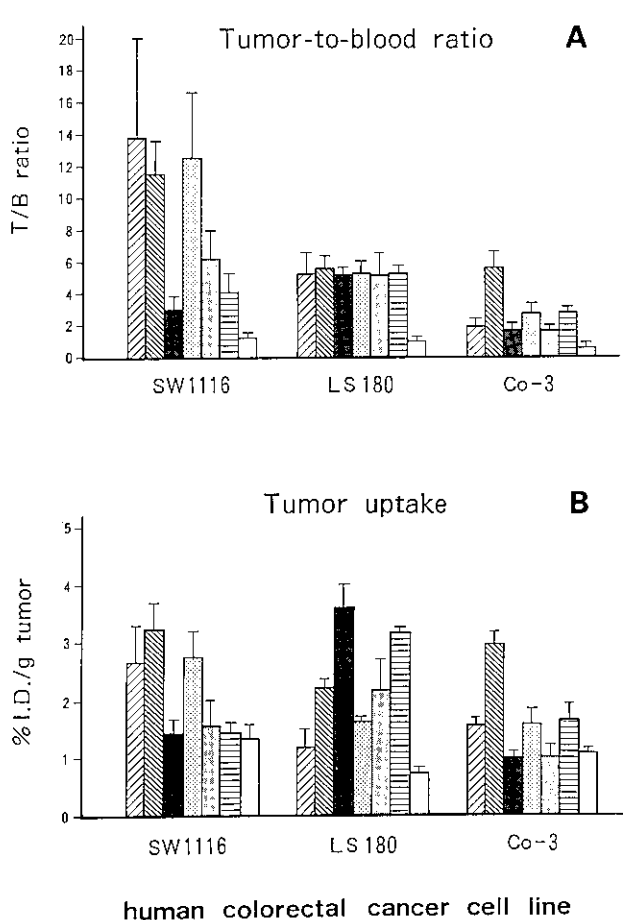 Tumor-to-blood ratio A
T/B ratio
20
18
16
14
12
10
8
6
4
2
0
SW1116 LS180 Co-3
Tumor uptake B
%I.D./g tumor
5
4
3
2
1
0
SW1116 LS180 Co-3
human colorectal cancer cell line